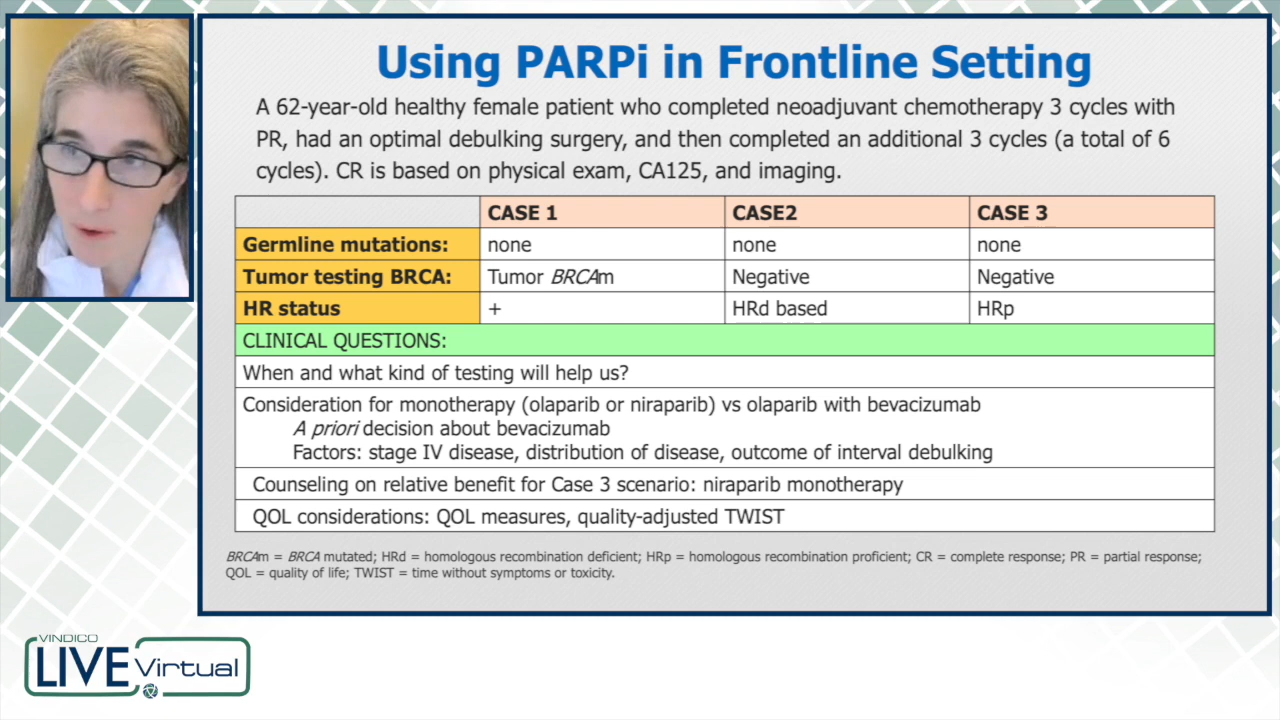 Using PARPi in Frontline Setting
A 62-year-old healthy female patient who completed neoadjuvant chemotherapy 3 cycles with
PR, had an optimal debulking surgery, and then completed an additional 3 cycles (a total of 6
cycles). CR is based on physical exam, CA125, and imaging.
CASE 1 CASE2 CASE 3
Germline mutations: none none none
Tumor testing BRCA: Tumor BRCAm Negative Negative
HR status + HRd based HRp
CLINICAL QUESTIONS:
When and what kind of testing will help us?
Consideration for monotherapy (olaparib or niraparib) vs olaparib with bevacizumab
A priori decision about bevacizumab
Factors: stage IV disease, distribution of disease, outcome of interval debulking
Counseling on relative benefit for Case 3 scenario: niraparib monotherapy
QOL considerations: QOL measures, quality-adjusted TWIST
BRCAm = BRCA mutated; HRd = homologous recombination deficient; HRp = homologous recombination proficient; CR = complete response; PR = partial response;
QOL = quality of life; TWIST = time without symptoms or toxicity.
VINDICO
LIVE Virtual